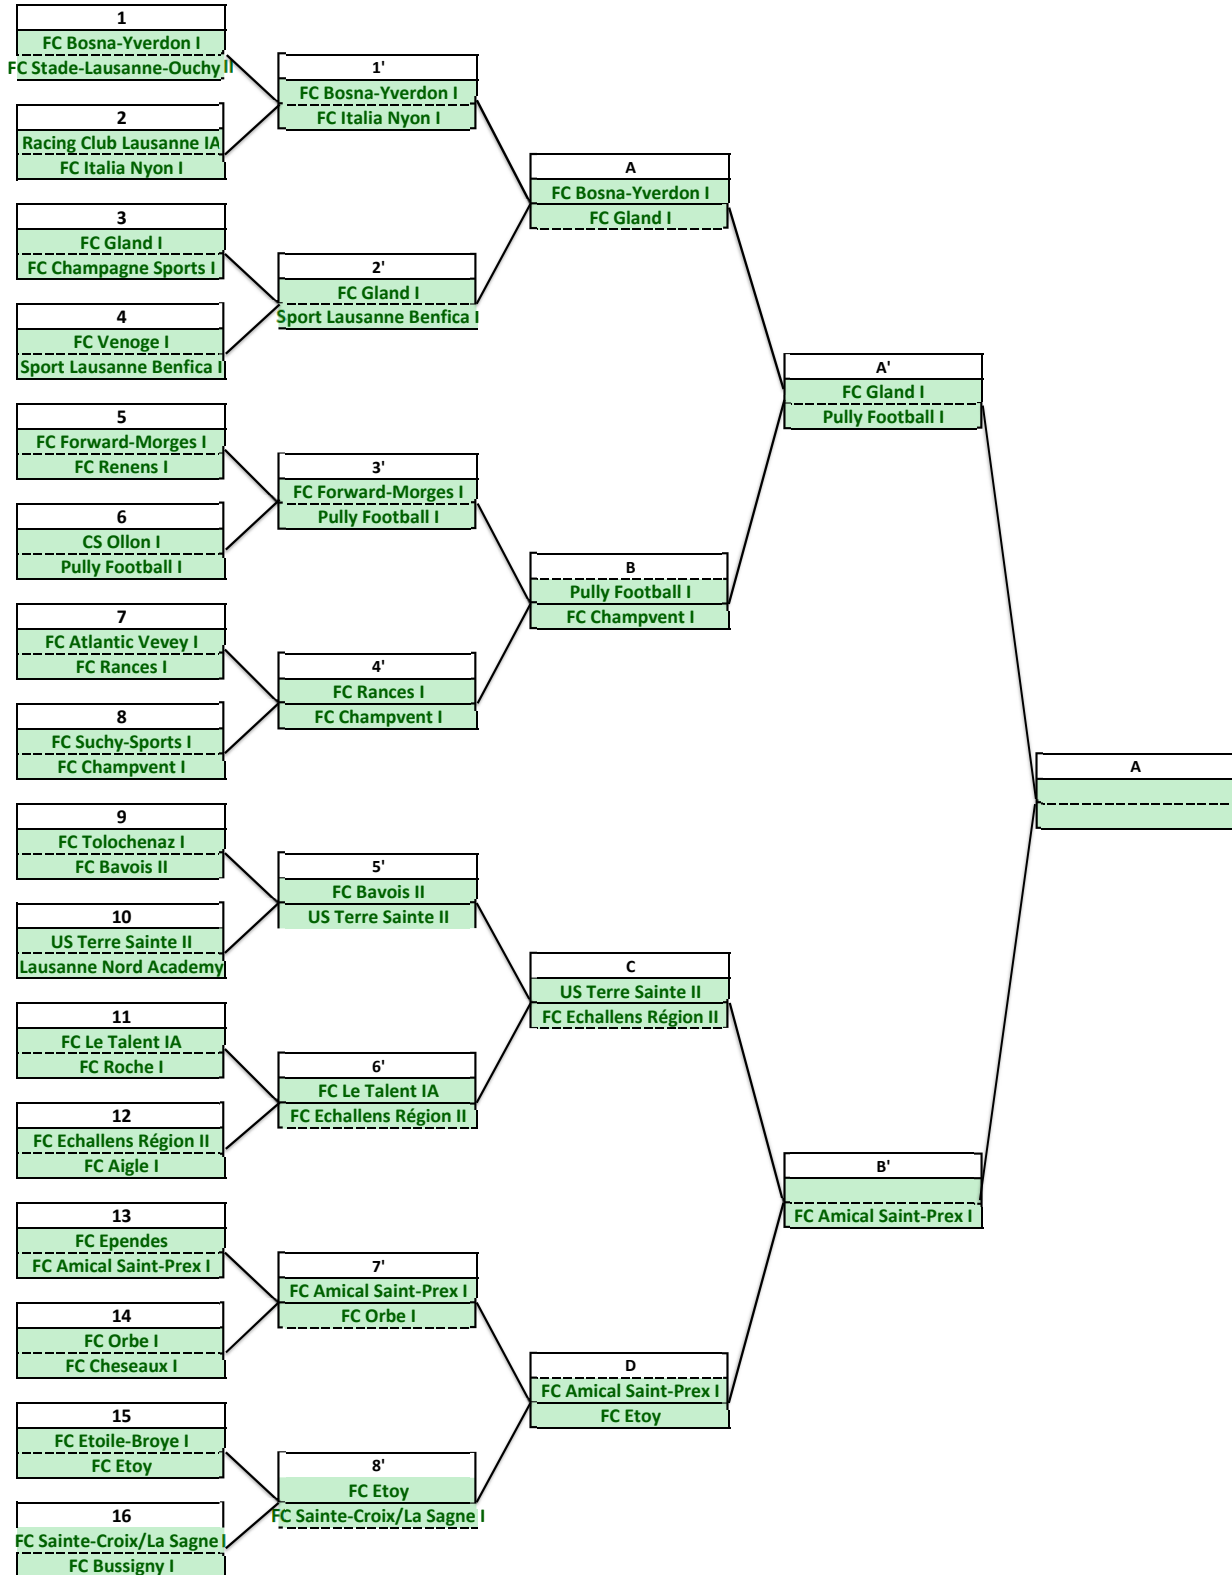 1
FC Bosna-Yverdon I
FC Stade-Lausanne-Ouchy II
2
Racing Club Lausanne IA
FC Italia Nyon I
3
FC Gland I
FC Champagne Sports I
4
FC Venoge I
Sport Lausanne Benfica I
5
FC Forward-Morges I
FC Renens I
6
CS Ollon I
Pully Football I
7
FC Atlantic Vevey I
FC Rances I
8
FC Suchy-Sports I
FC Champvent I
9
FC Tolochenaz I
FC Bavois II
10
US Terre Sainte II
Lausanne Nord Academy
11
FC Le Talent IA
FC Roche I
12
FC Echallens Région II
FC Aigle I
13
FC Ependes
FC Amical Saint-Prex I
14
FC Orbe I
FC Cheseaux I
15
FC Etoile-Broye I
FC Etoy
16
FC Sainte-Croix/La Sagne I
FC Bussigny I
1'
FC Bosna-Yverdon I
FC Italia Nyon I
2'
FC Gland I
Sport Lausanne Benfica I
3'
FC Forward-Morges I
Pully Football I
4'
FC Rances I
FC Champvent I
5'
FC Bavois II
US Terre Sainte II
6'
FC Le Talent IA
FC Echallens Région II
7'
FC Amical Saint-Prex I
FC Orbe I
8'
FC Etoy
FC Sainte-Croix/La Sagne I
A
FC Bosna-Yverdon I
FC Gland I
B
Pully Football I
FC Champvent I
C
US Terre Sainte II
FC Echallens Région II
D
FC Amical Saint-Prex I
FC Etoy
A'
FC Gland I
Pully Football I
B'
FC Amical Saint-Prex I
A